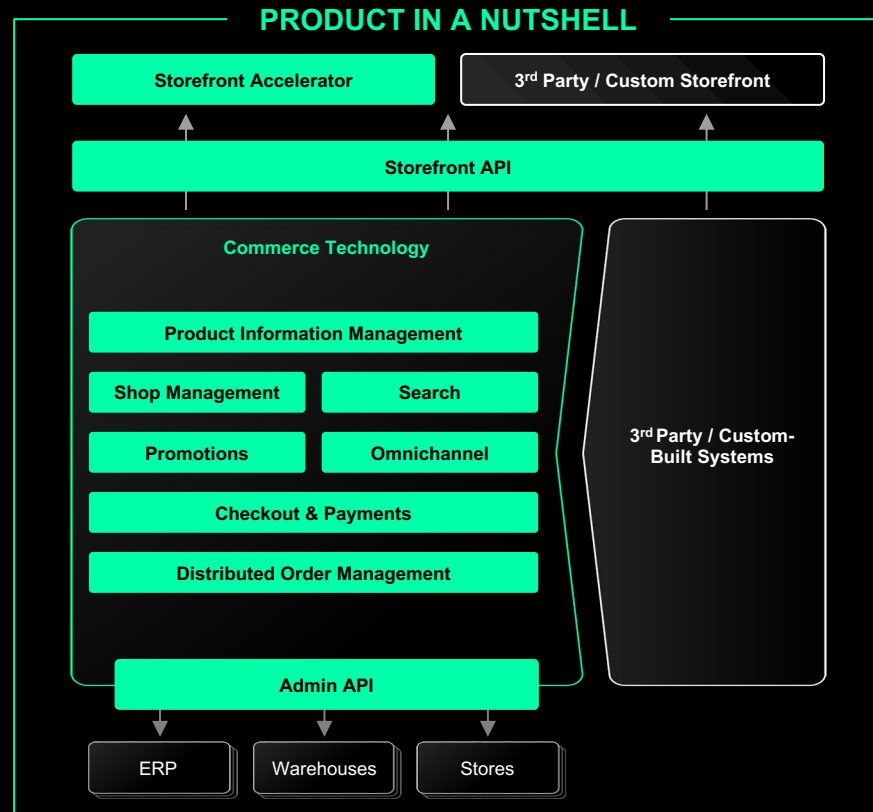 PRODUCT IN A NUTSHELL
Storefront Accelerator
3rd Party / Custom Storefront
Storefront API
Commerce Technology
Product Information Management
Shop Management
Search
Promotions
Omnichannel
Checkout & Payments
Distributed Order Management
3rd Party / Custom-
Built Systems
Admin API
ERP
Warehouses
Stores